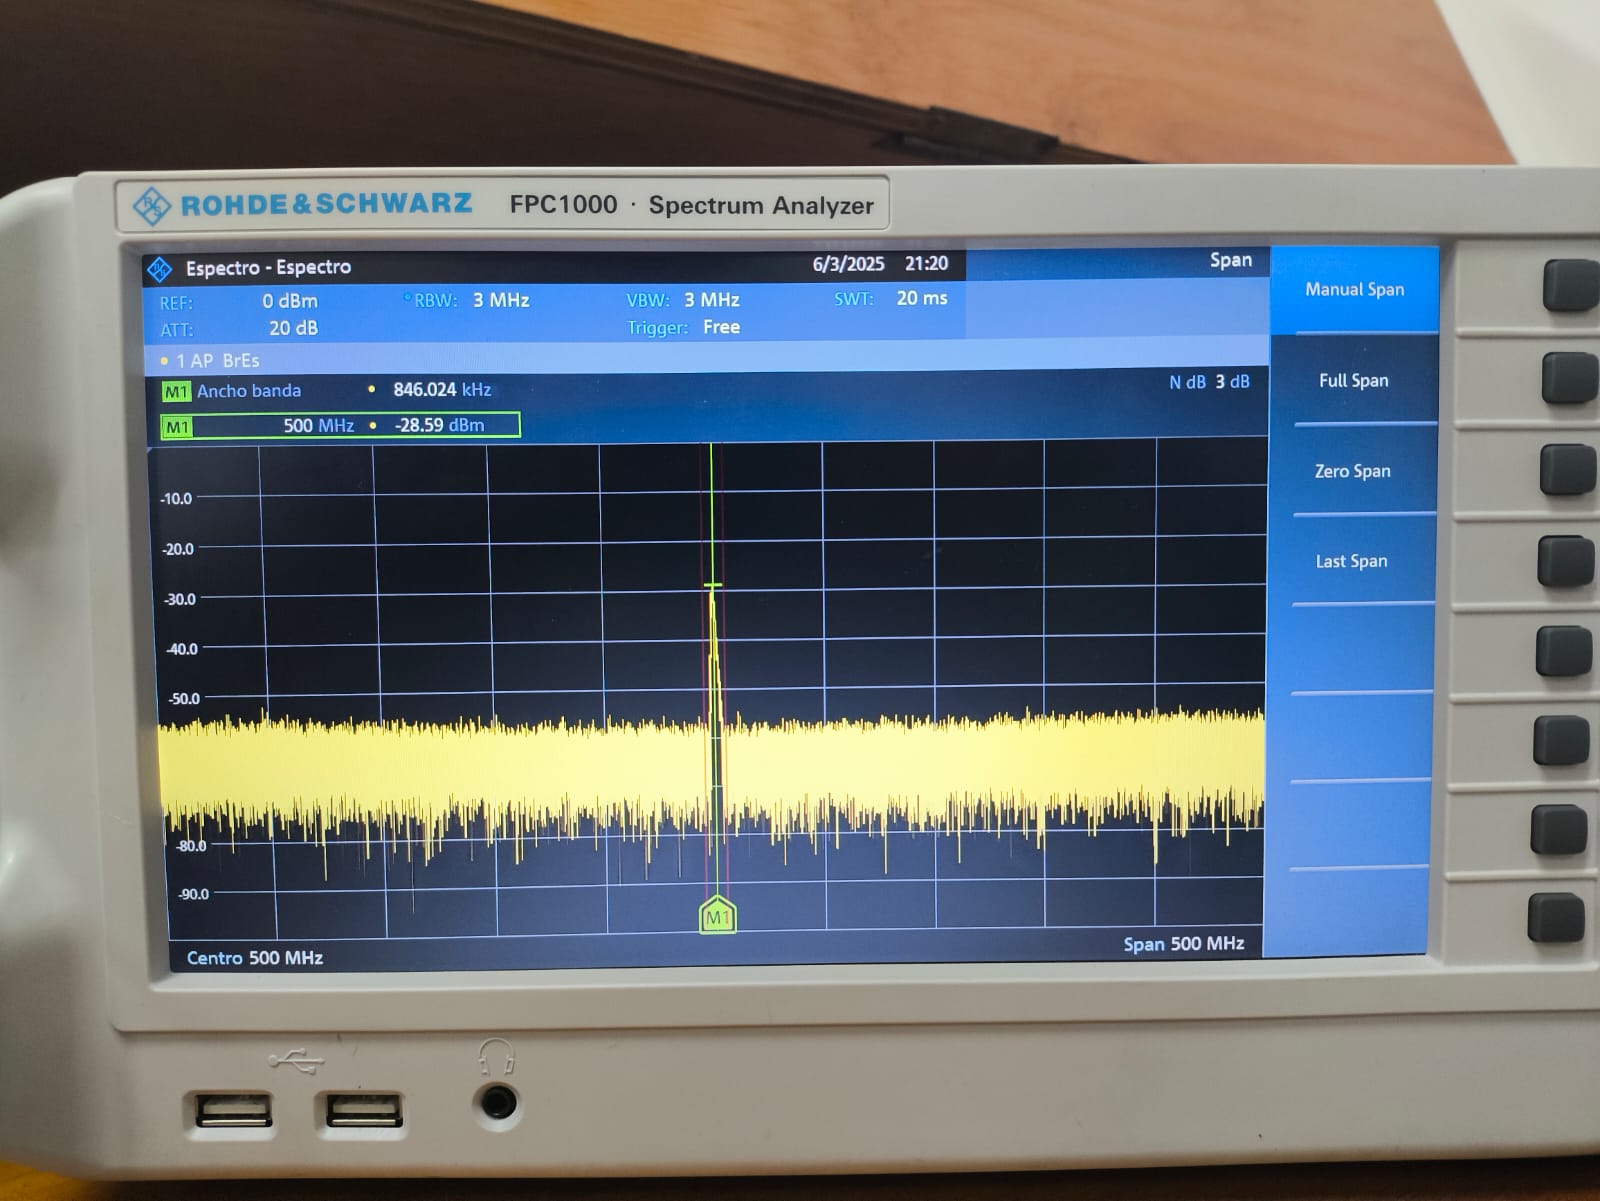 ROHDE&SCHWARZ FPC1000 · Spectrum Analyzer
Espectro - Espectro 6/3/2025 21:20 Span
REF: 0 dBm RBW: 3 MHz VBW: 3 MHz SWT: 20 ms
ATT: 20 dB Trigger: Free
1 AP BrEs
M1 Ancho banda 846.024 kHz N dB 3 dB
M1 500 MHz -28.59 dBm
-10.0
-20.0
-30.0
-40.0
-50.0
-80.0
-90.0
M1
Centro 500 MHz Span 500 MHz
Manual Span
Full Span
Zero Span
Last Span